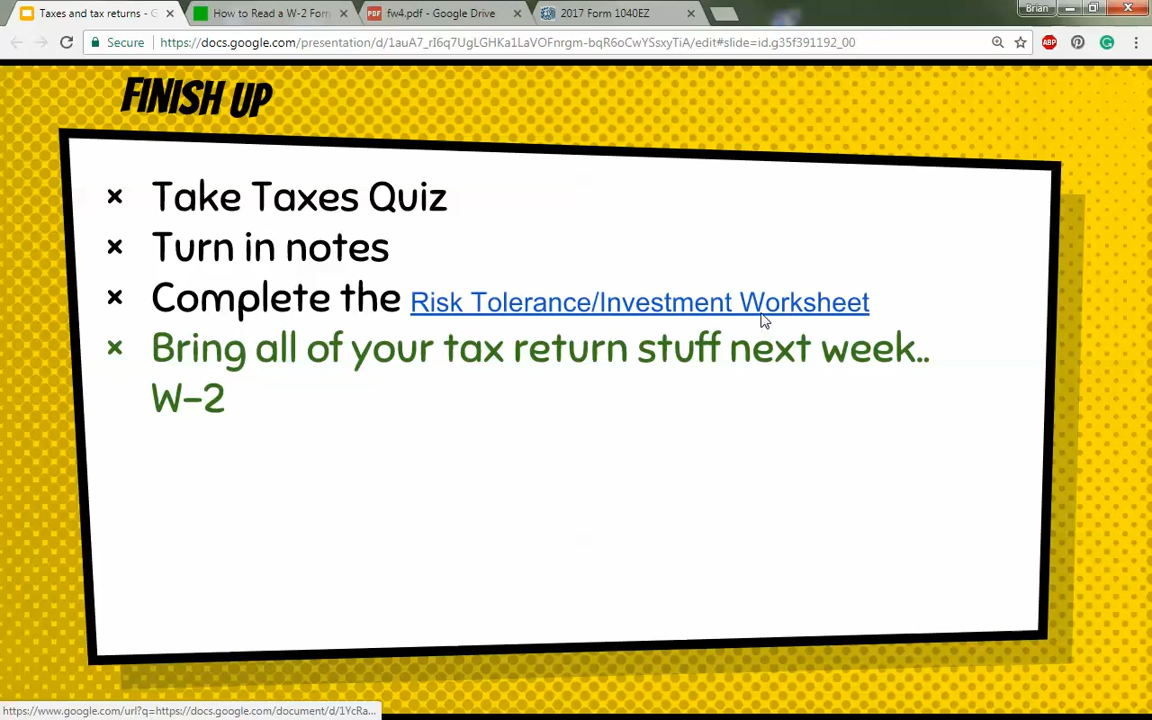 Taxes and tax returns - G
How to Read a W-2 Form
PDF fw4.pdf - Google Drive
2017 Form 1040EZ
Brian
Secure
https://docs.google.com/presentation/d/1auA7_rI6q7UgLGHKa1LaVOFnrgm-bqR6oCwYSsxyTiA/edit#slide=id.g35f391192_00
ABP
FINISH UP
× Take Taxes Quiz
× Turn in notes
× Complete the Risk Tolerance/Investment Worksheet
× Bring all of your tax return stuff next week..
W-2
https://www.google.com/url?q=https://docs.google.com/document/d/1YcRa...